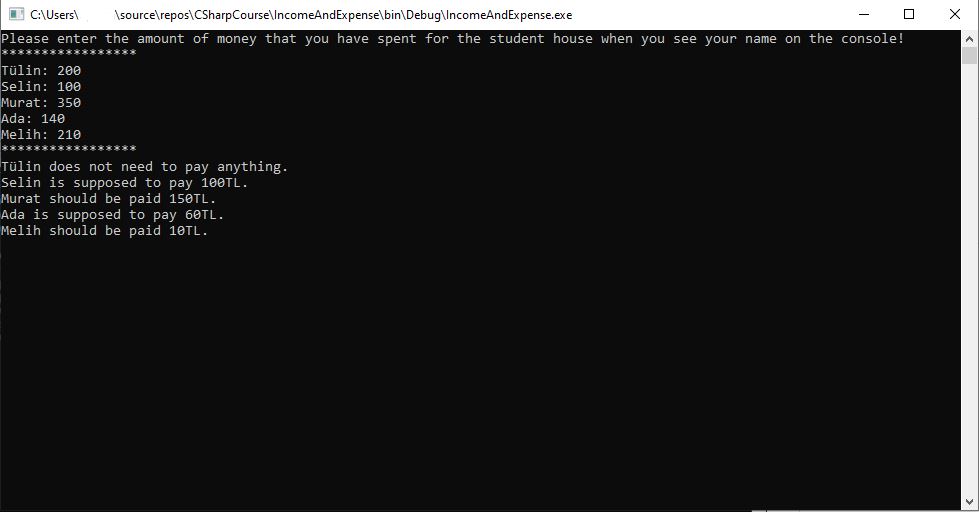 C:\Users\ \source\repos\CSharpCourse\IncomeAndExpense\bin\Debug\IncomeAndExpense.exe
Please enter the amount of money that you have spent for the student house when you see your name on the console!
*****************
Tülin: 200
Selin: 100
Murat: 350
Ada: 140
Melih: 210
*****************
Tülin does not need to pay anything.
Selin is supposed to pay 100TL.
Murat should be paid 150TL.
Ada is supposed to pay 60TL.
Melih should be paid 10TL.